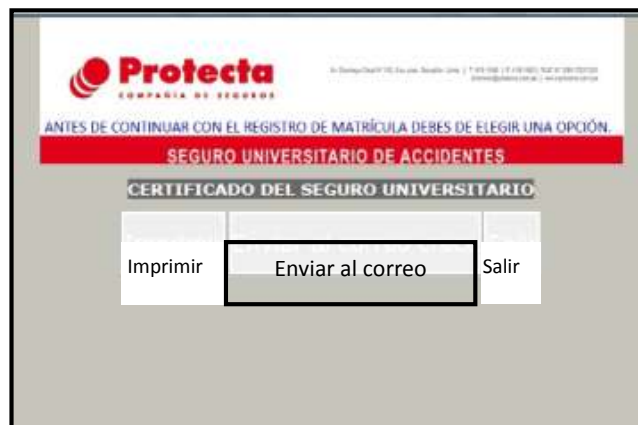 Protecta
COMPAÑÍA DE SEGUROS
ANTES DE CONTINUAR CON EL REGISTRO DE MATRÍCULA DEBES DE ELEGIR UNA OPCIÓN.
SEGURO UNIVERSITARIO DE ACCIDENTES
CERTIFICADO DEL SEGURO UNIVERSITARIO
Imprimir Enviar al correo Salir